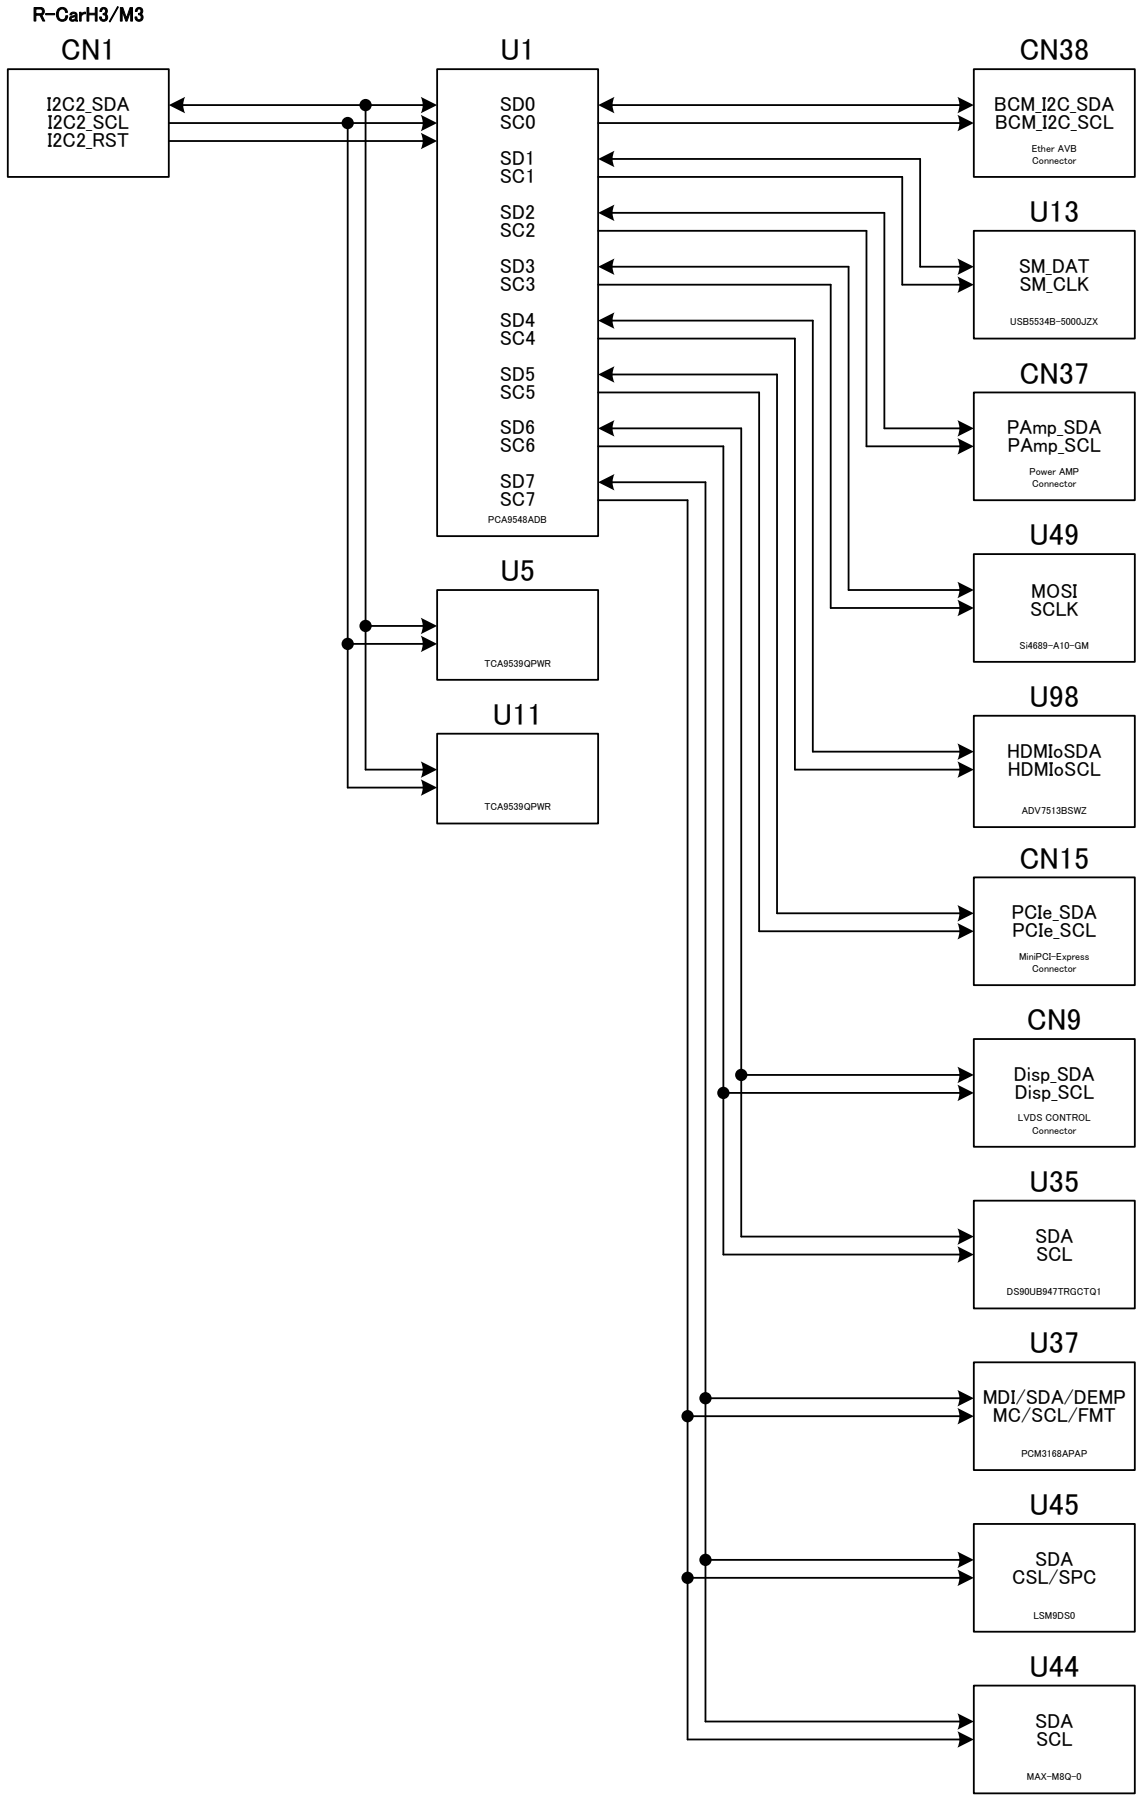 R-CarH3/M3
CN1
I2C2_SDA
I2C2_SCL
I2C2_RST
U1
SD0
SC0
SD1
SC1
SD2
SC2
SD3
SC3
SD4
SC4
SD5
SC5
SD6
SC6
SD7
SC7
PCA9548ADB
U5
TCA9539QPWR
U11
TCA9539QPWR
CN38
BCM_I2C_SDA
BCM_I2C_SCL
Ether AVB
Connector
U13
SM_DAT
SM_CLK
USB5534B-5000JZX
CN37
PAmp_SDA
PAmp_SCL
Power AMP
Connector
U49
MOSI
SCLK
Si4689-A10-GM
U98
HDMIoSDA
HDMIoSCL
ADV7513BSWZ
CN15
PCIe_SDA
PCIe_SCL
MiniPCI-Express
Connector
CN9
Disp_SDA
Disp_SCL
LVDS CONTROL
Connector
U35
SDA
SCL
DS90UB947TRGCTQ1
U37
MDI/SDA/DEMP
MC/SCL/FMT
PCM3168APAP
U45
SDA
CSL/SPC
LSM9DS0
U44
SDA
SCL
MAX-M8Q-0